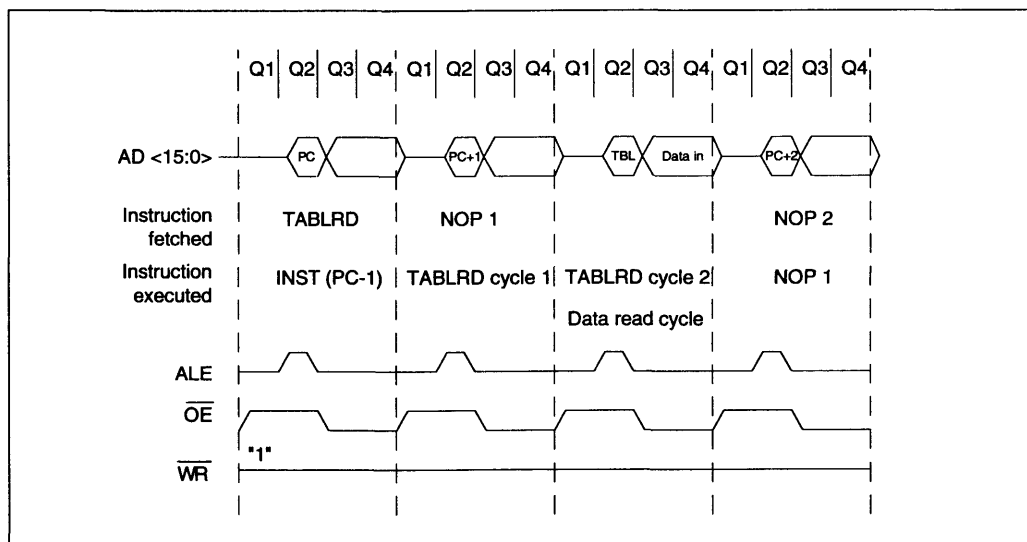 Q1 Q2 Q3 Q4 Q1 Q2 Q3 Q4 Q1 Q2 Q3 Q4 Q1 Q2 Q3 Q4
AD <15:0> PC PC+1 TBL Data in PC+2
Instruction fetched TABLRD NOP 1 NOP 2
Instruction executed INST (PC-1) TABLRD cycle 1 TABLRD cycle 2 NOP 1
Data read cycle
ALE
OE
"1"
WR